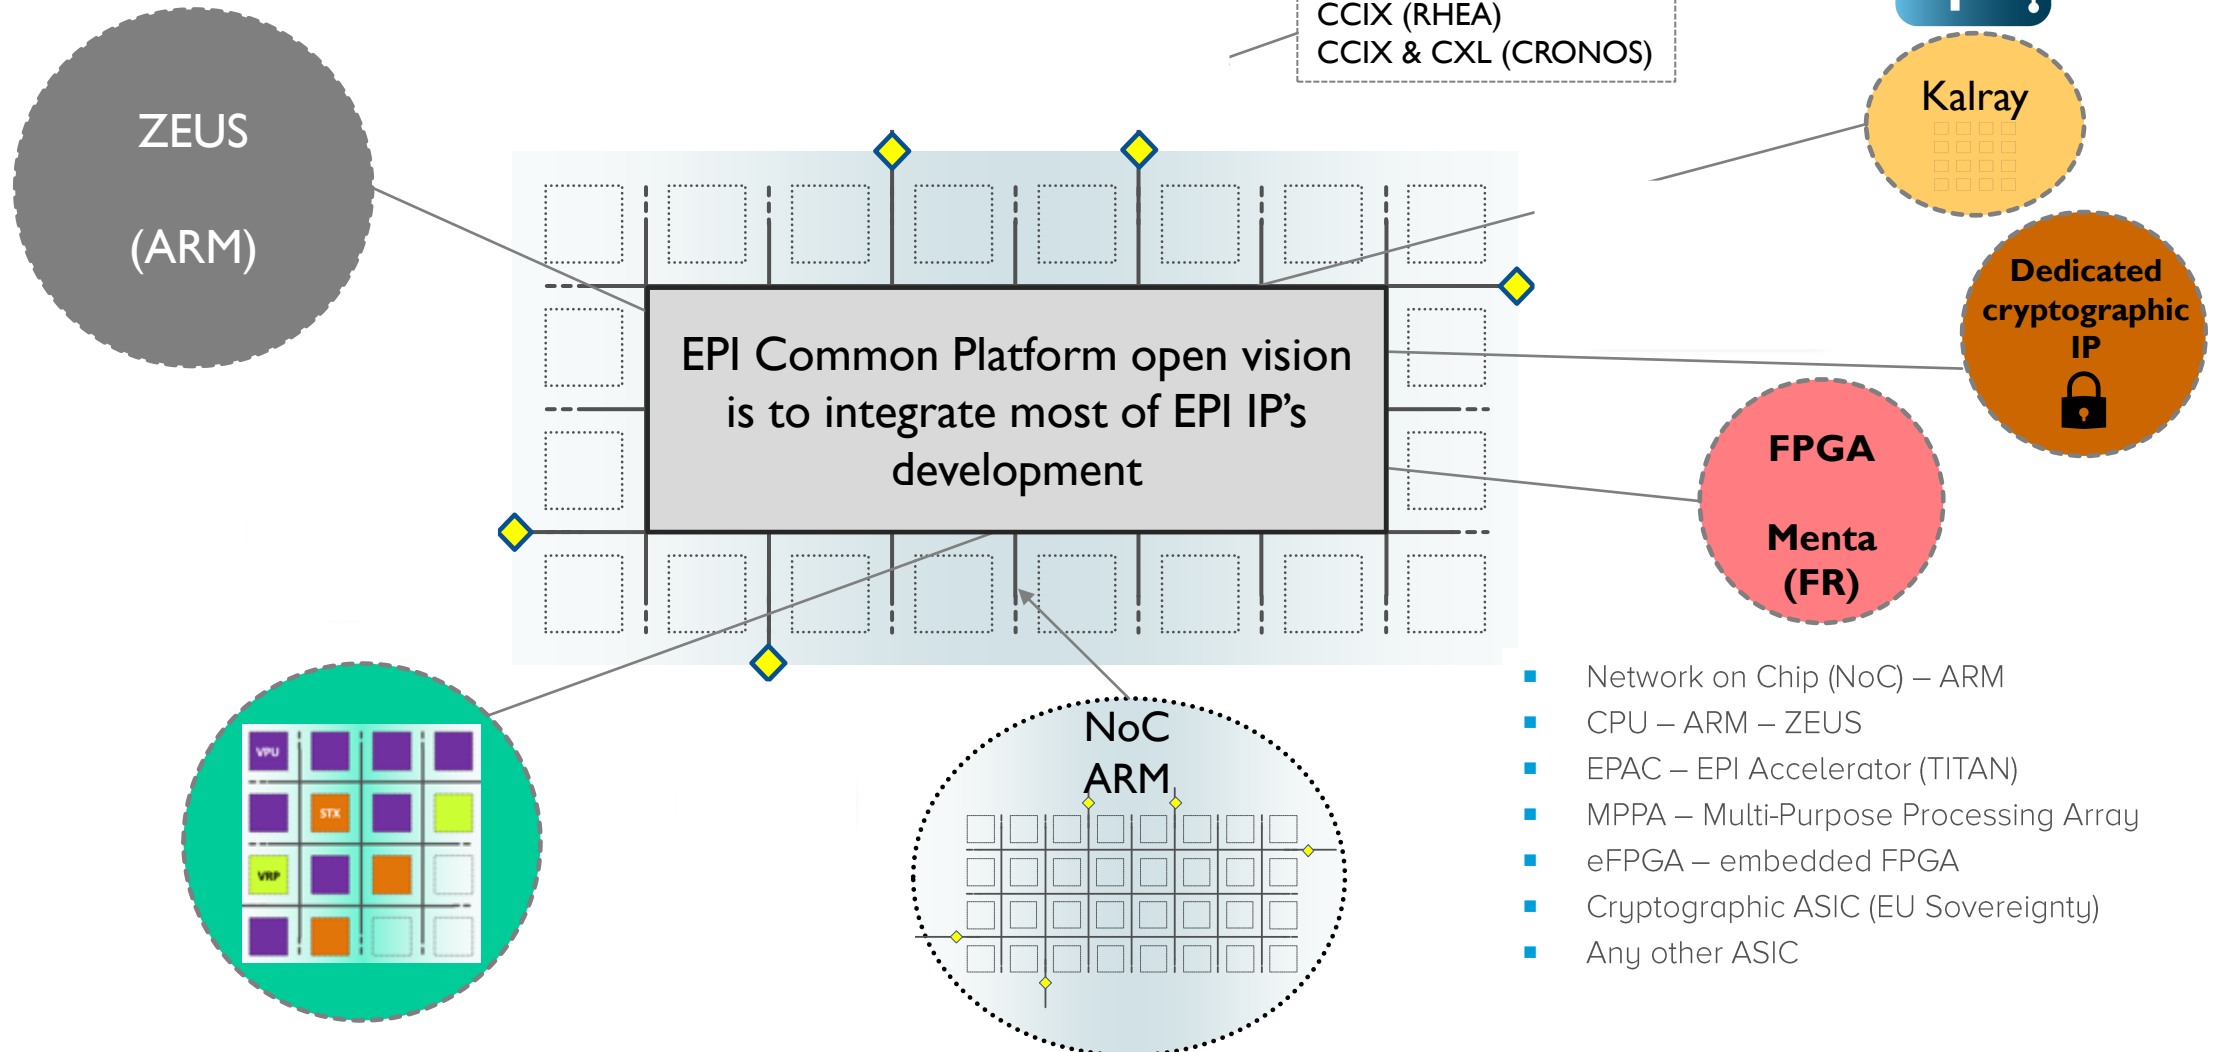 CCIX (RHEA)
CCIX & CXL (CRONOS)
Kalray
ZEUS
(ARM)
Dedicated
cryptographic
IP
EPI Common Platform open vision
is to integrate most of EPI IP’s
development
FPGA
Menta
(FR)
VPU
STX
VRP
NoC
ARM
Network on Chip (NoC) – ARM
CPU – ARM – ZEUS
EPAC – EPI Accelerator (TITAN)
MPPA – Multi-Purpose Processing Array
eFPGA – embedded FPGA
Cryptographic ASIC (EU Sovereignty)
Any other ASIC